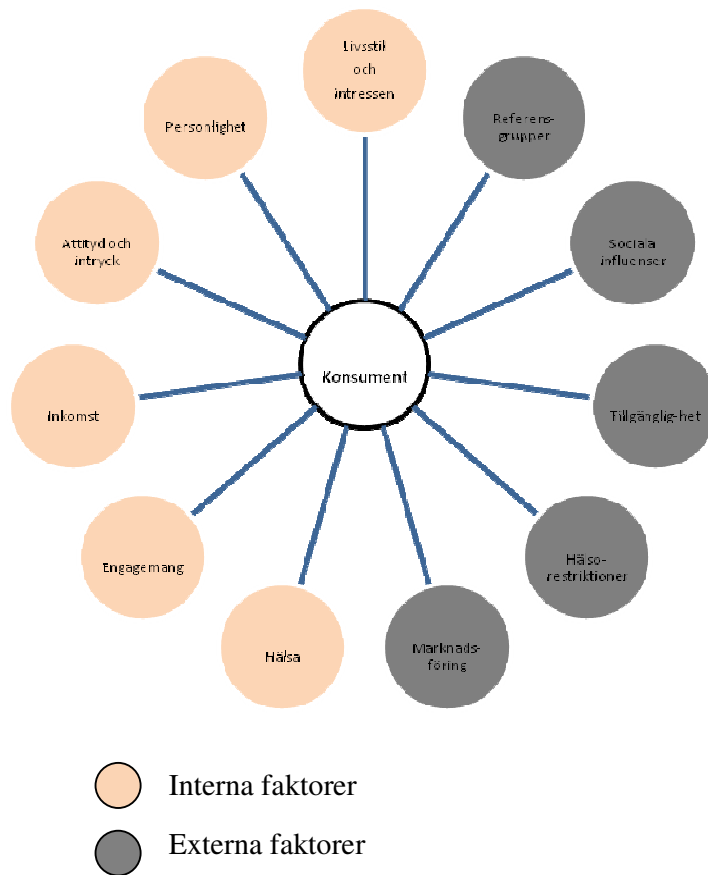 Livsstil
och
intressen
Personlighet
Referens-
grupper
Attityd och
intryck
Sociala
influenser
Konsument
Inkomst
Tillgänglig-het
Engagemang
Hälso-
restriktioner
Hälsa
Marknads-
föring
Interna faktorer
Externa faktorer